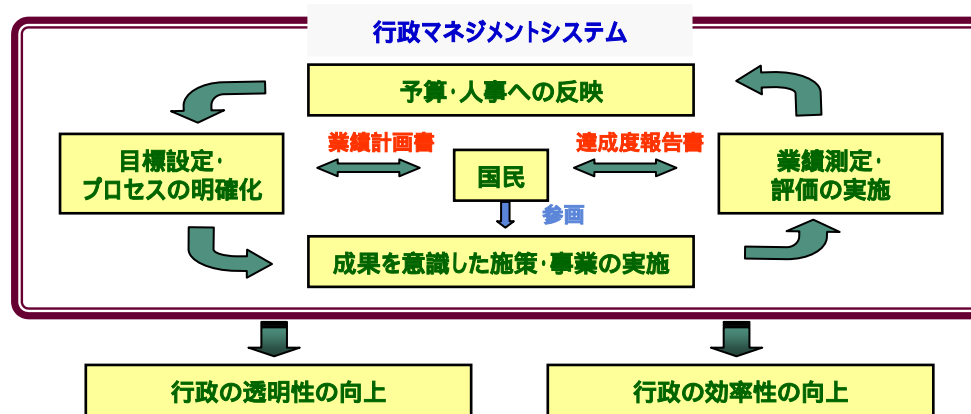 行政マネジメントシステム
予算・人事への反映
業績計画書
達成度報告書
目標設定・
プロセスの明確化
国民
業績測定・
評価の実施
参画
成果を意識した施策・事業の実施
行政の透明性の向上
行政の効率性の向上